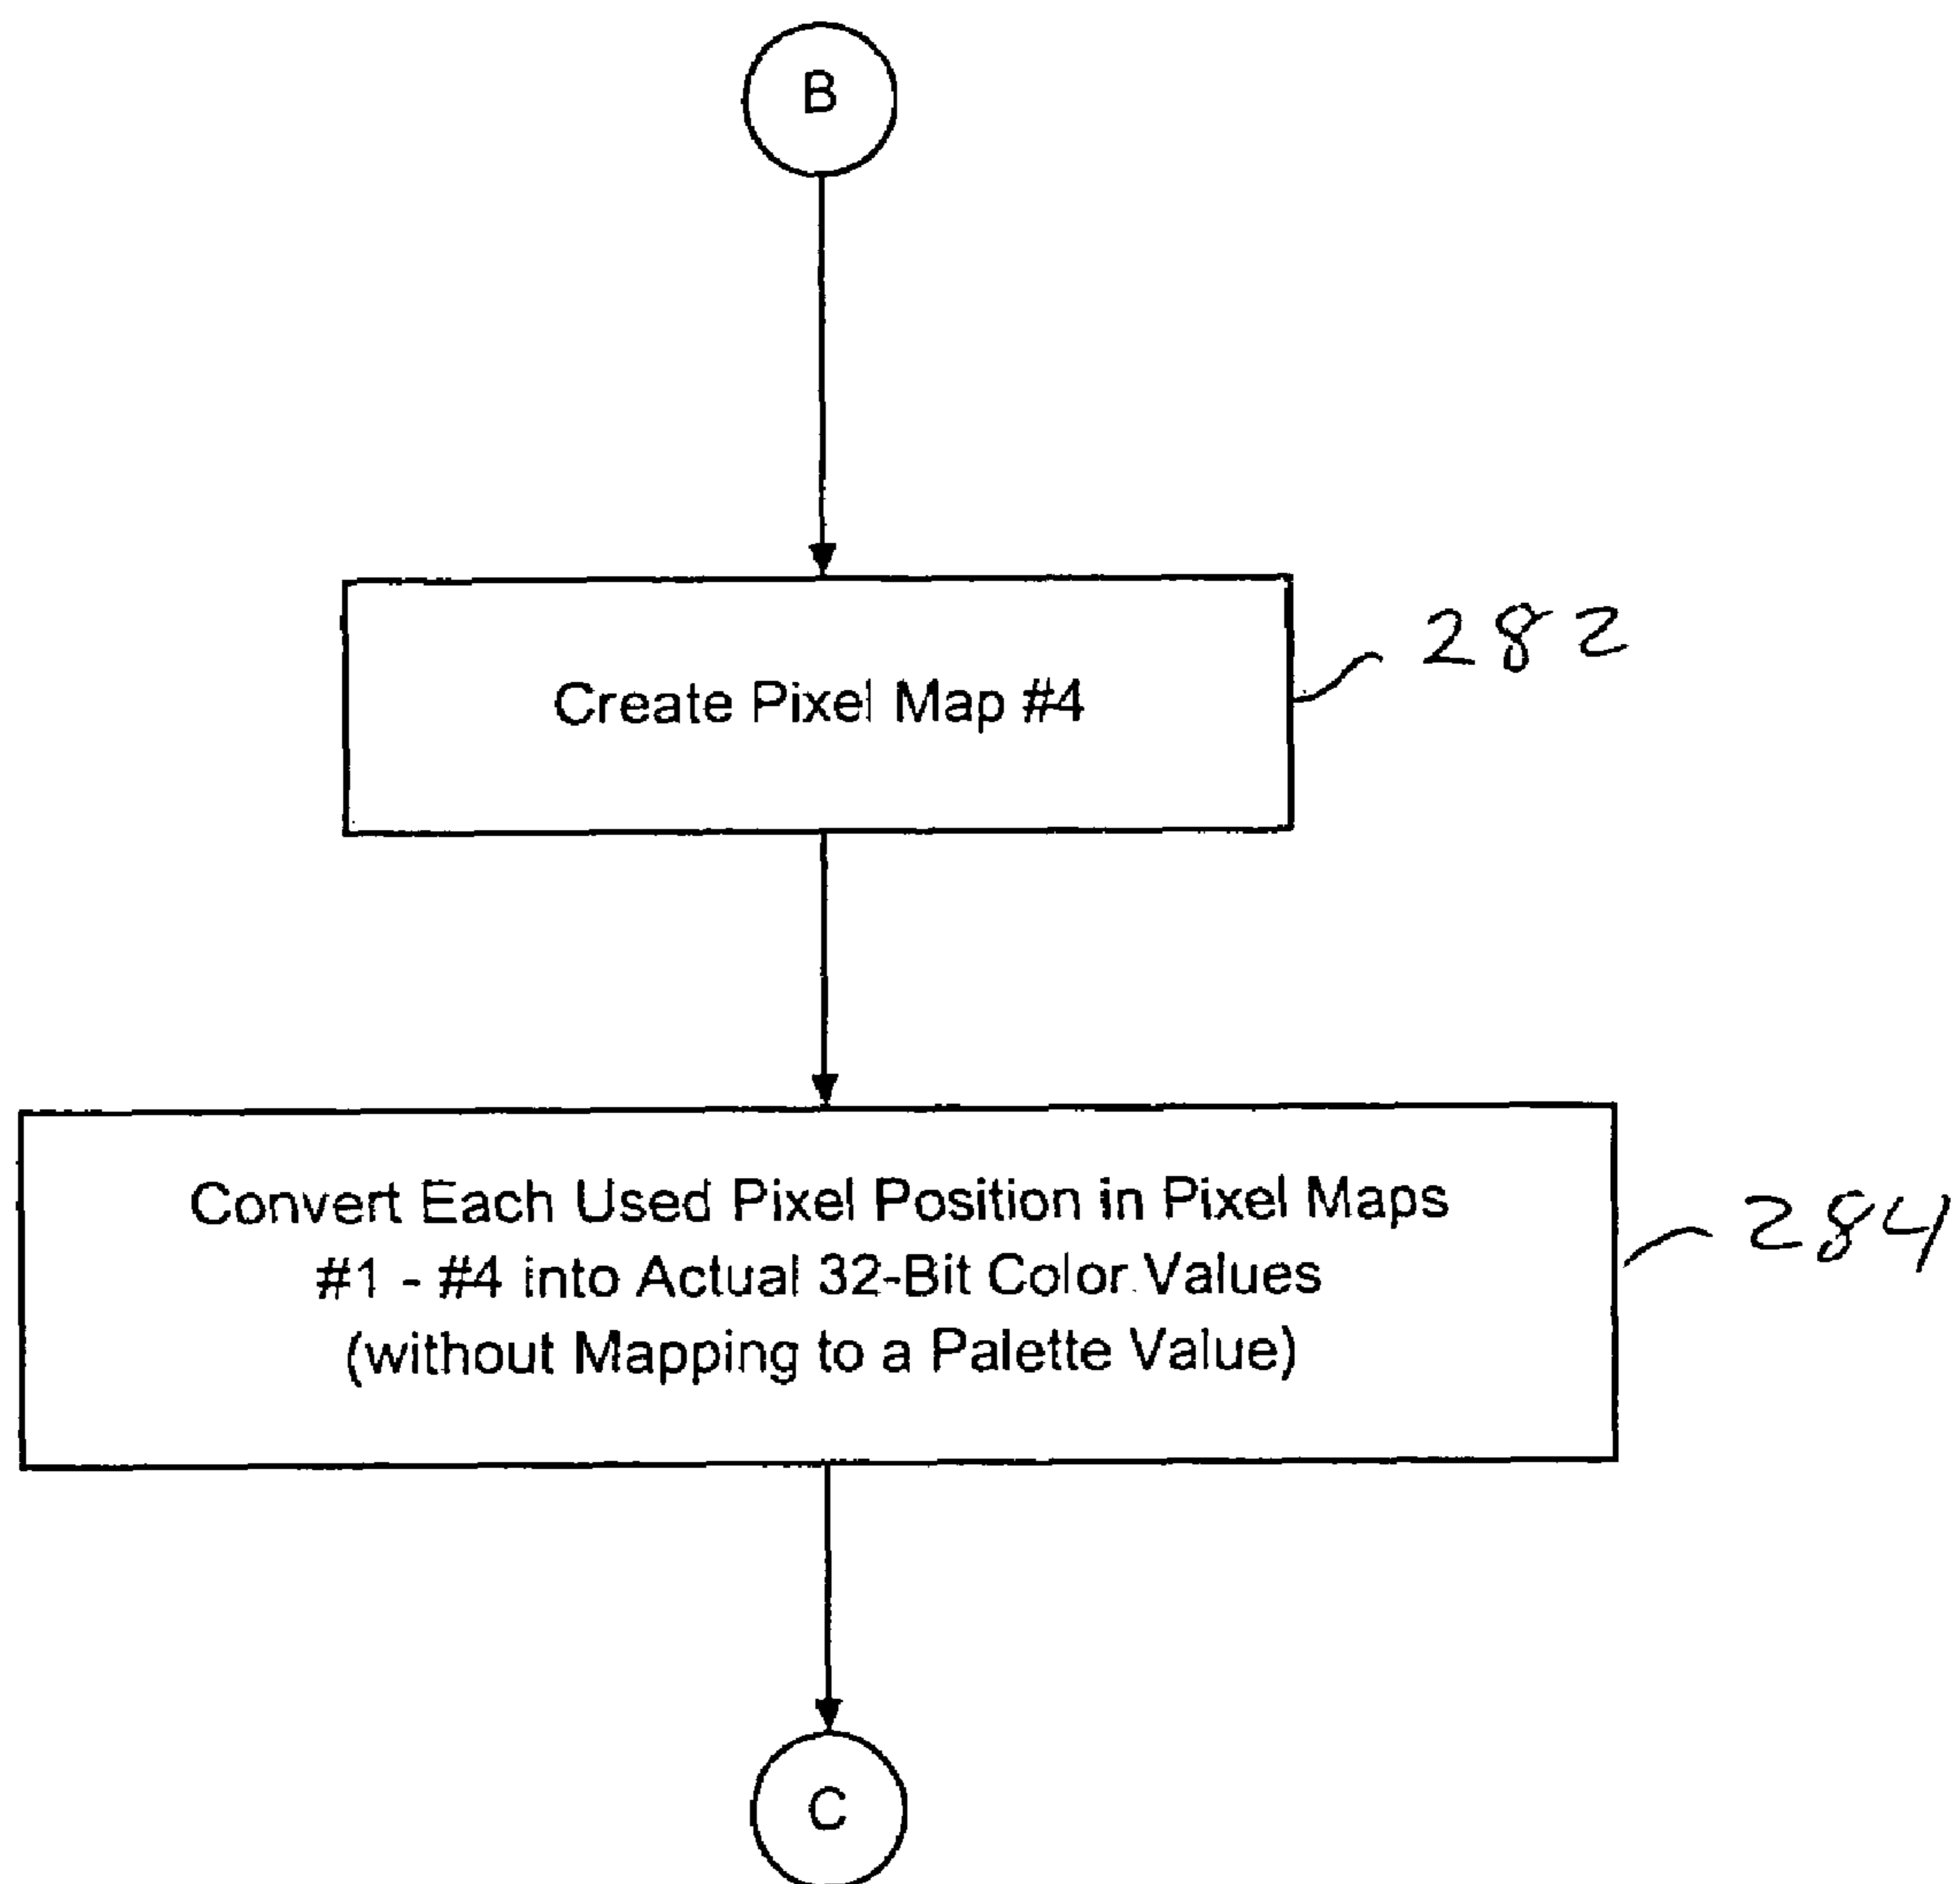 B
Create Pixel Map #4
282
Convert Each Used Pixel Position in Pixel Maps
#1 - #4 into Actual 32-Bit Color Values
(without Mapping to a Palette Value)
284
C